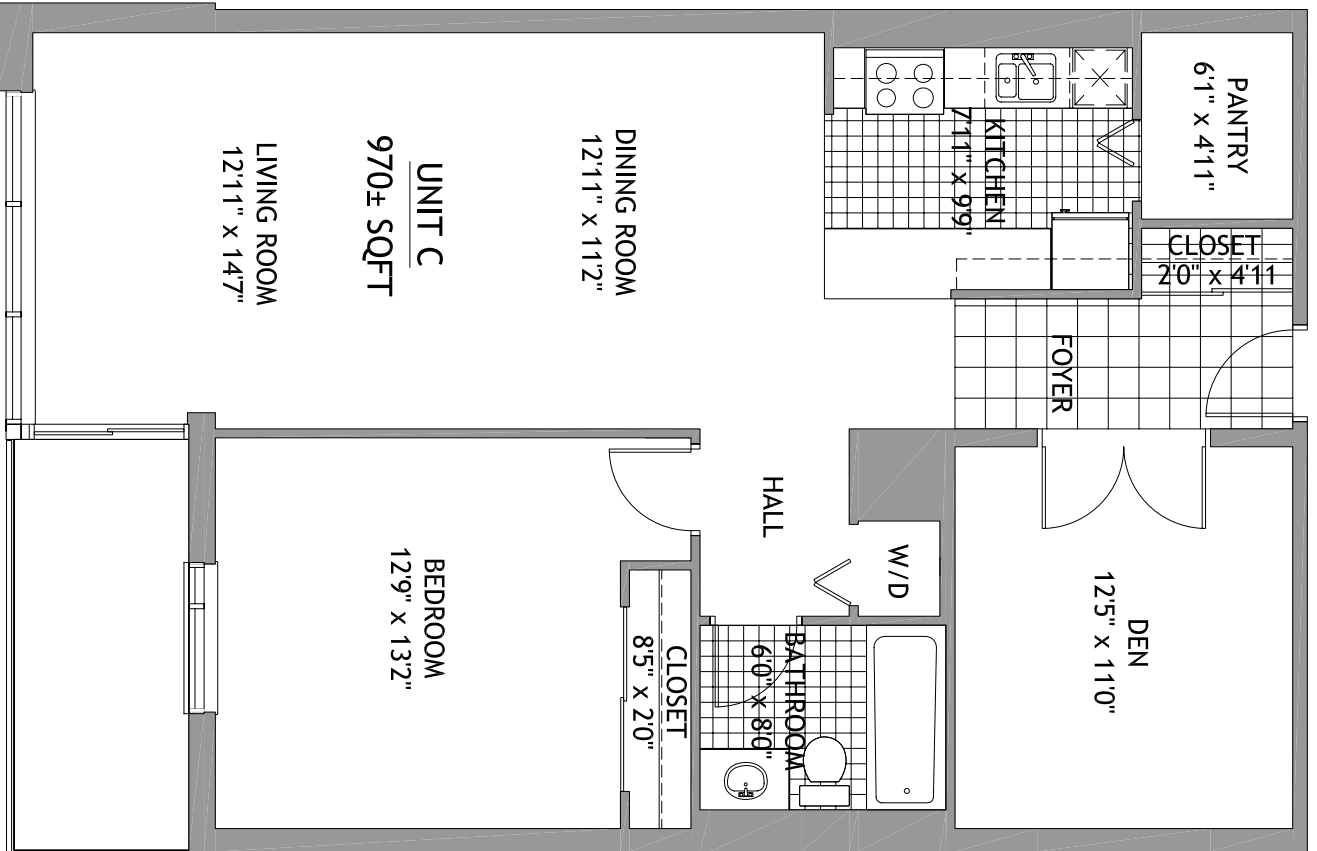 PANTRY
6'1" x 4'11"
CLOSET
2'0" x 4'11
KITCHEN
7'11" x 9'9"
FOYER
DINING ROOM
12'11" x 11'2"
UNIT C
970± SQFT
LIVING ROOM
12'11" x 14'7"
HALL
W/D
DEN
12'5" x 11'0"
BEDROOM
12'9" x 13'2"
CLOSET
8'5" x 2'0"
BATHROOM
6'0" x 8'0"